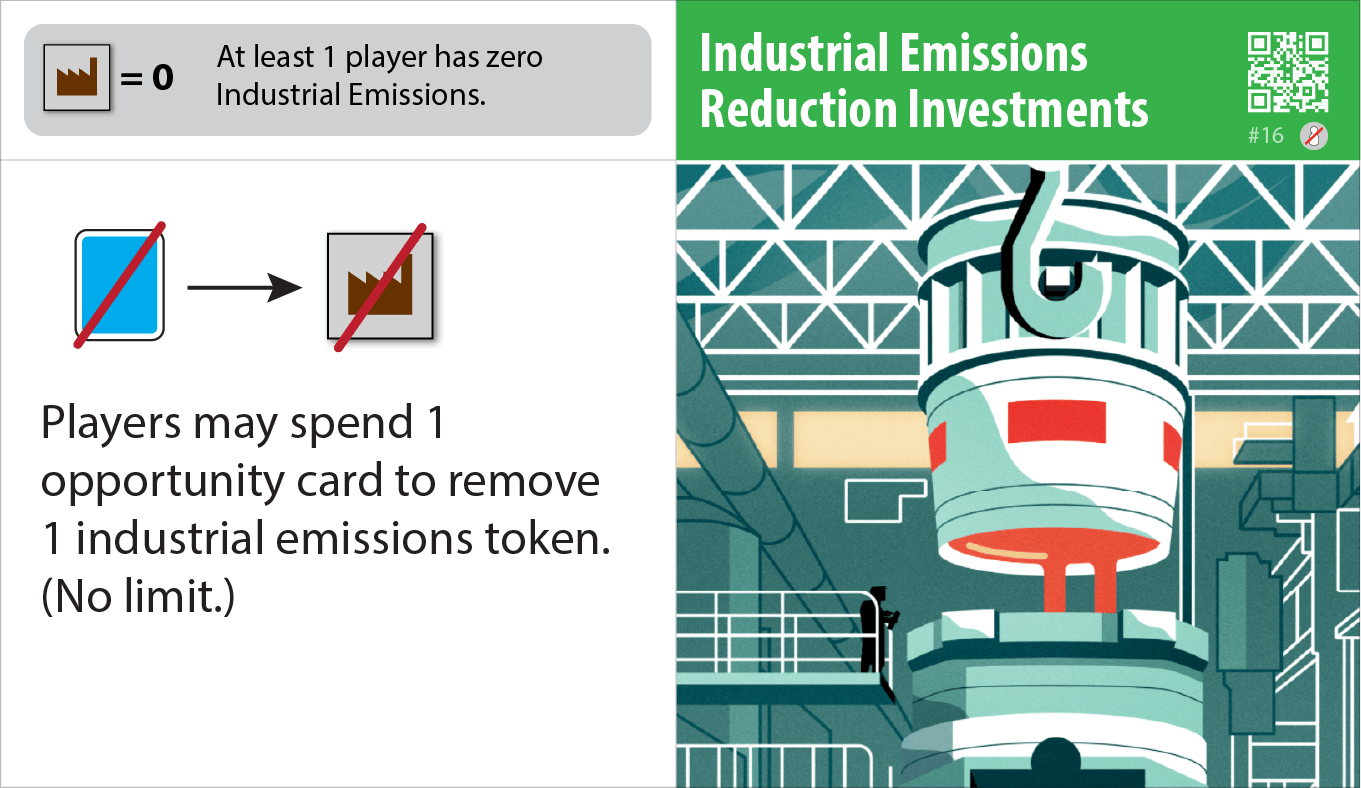 = 0
At least 1 player has zero
Industrial Emissions.
Industrial Emissions
Reduction Investments
#16
Players may spend 1
opportunity card to remove
1 industrial emissions token.
(No limit.)